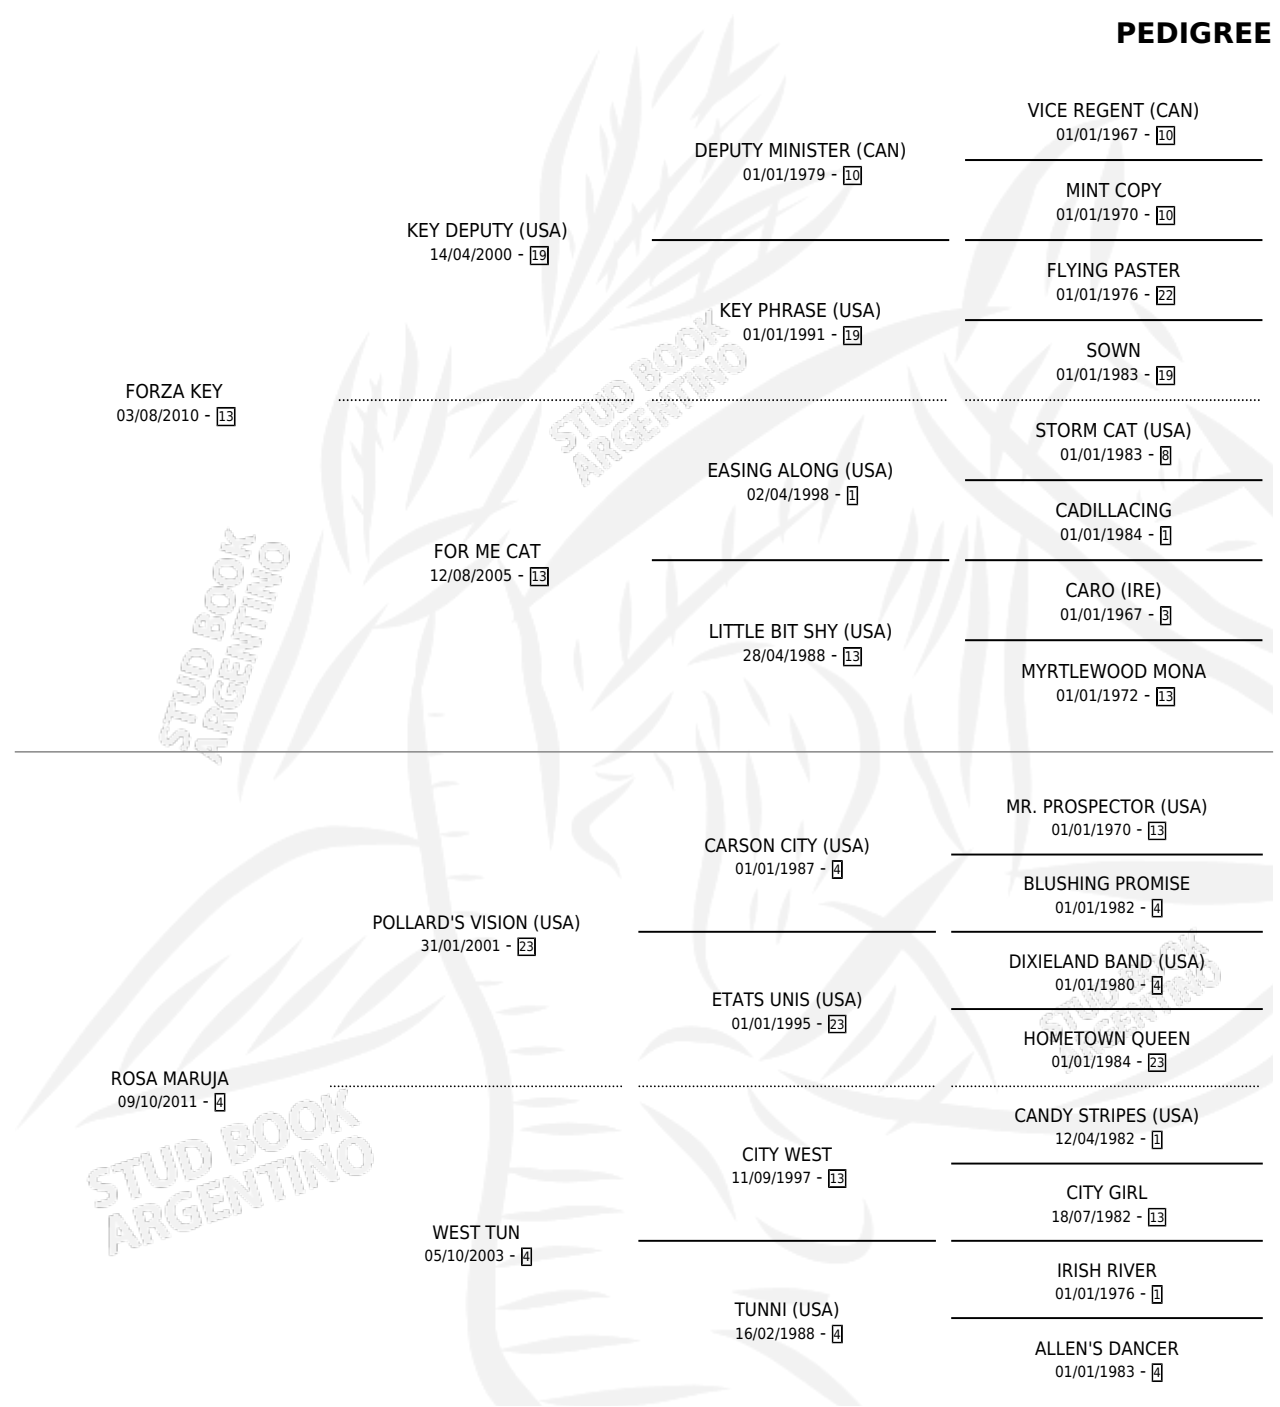 PEDIGREE
VICE REGENT (CAN)
01/01/1967 - 10
DEPUTY MINISTER (CAN)
01/01/1979 - 10
MINT COPY
01/01/1970 - 10
KEY DEPUTY (USA)
14/04/2000 - 19
FLYING PASTER
01/01/1976 - 22
KEY PHRASE (USA)
01/01/1991 - 19
SOWN
01/01/1983 - 19
FORZA KEY
03/08/2010 - 13
STORM CAT (USA)
01/01/1983 - 8
EASING ALONG (USA)
02/04/1998 - 1
CADILLACING
01/01/1984 - 1
FOR ME CAT
12/08/2005 - 13
CARO (IRE)
01/01/1967 - 3
LITTLE BIT SHY (USA)
28/04/1988 - 13
MYRTLEWOOD MONA
01/01/1972 - 13
MR. PROSPECTOR (USA)
01/01/1970 - 13
CARSON CITY (USA)
01/01/1987 - 4
BLUSHING PROMISE
01/01/1982 - 4
POLLARD'S VISION (USA)
31/01/2001 - 23
DIXIELAND BAND (USA)
01/01/1980 - 4
ETATS UNIS (USA)
01/01/1995 - 23
HOMETOWN QUEEN
01/01/1984 - 23
ROSA MARUJA
09/10/2011 - 4
CANDY STRIPES (USA)
12/04/1982 - 1
CITY WEST
11/09/1997 - 13
CITY GIRL
18/07/1982 - 13
WEST TUN
05/10/2003 - 4
IRISH RIVER
01/01/1976 - 1
TUNNI (USA)
16/02/1988 - 4
ALLEN'S DANCER
01/01/1983 - 4
STUD BOOK
ARGENTINO
STUD BOOK
ARGENTINO
STUD BOOK
ARGENTINO
STUD BOOK
ARGENTINO